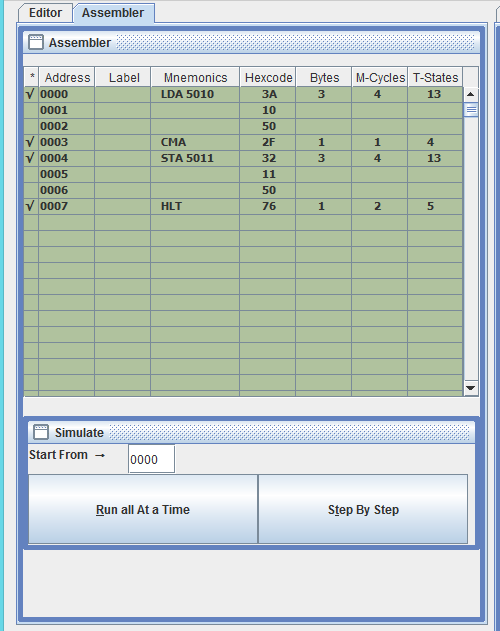 Editor Assembler
Assembler
* Address Label Mnemonics Hexcode Bytes M-Cycles T-States
√ 0000 LDA 5010 3A 3 4 13
0001 10
0002 50
√ 0003 CMA 2F 1 1 4
√ 0004 STA 5011 32 3 4 13
0005 11
0006 50
√ 0007 HLT 76 1 2 5
Simulate
Start From → 0000
Run all At a Time Step By Step